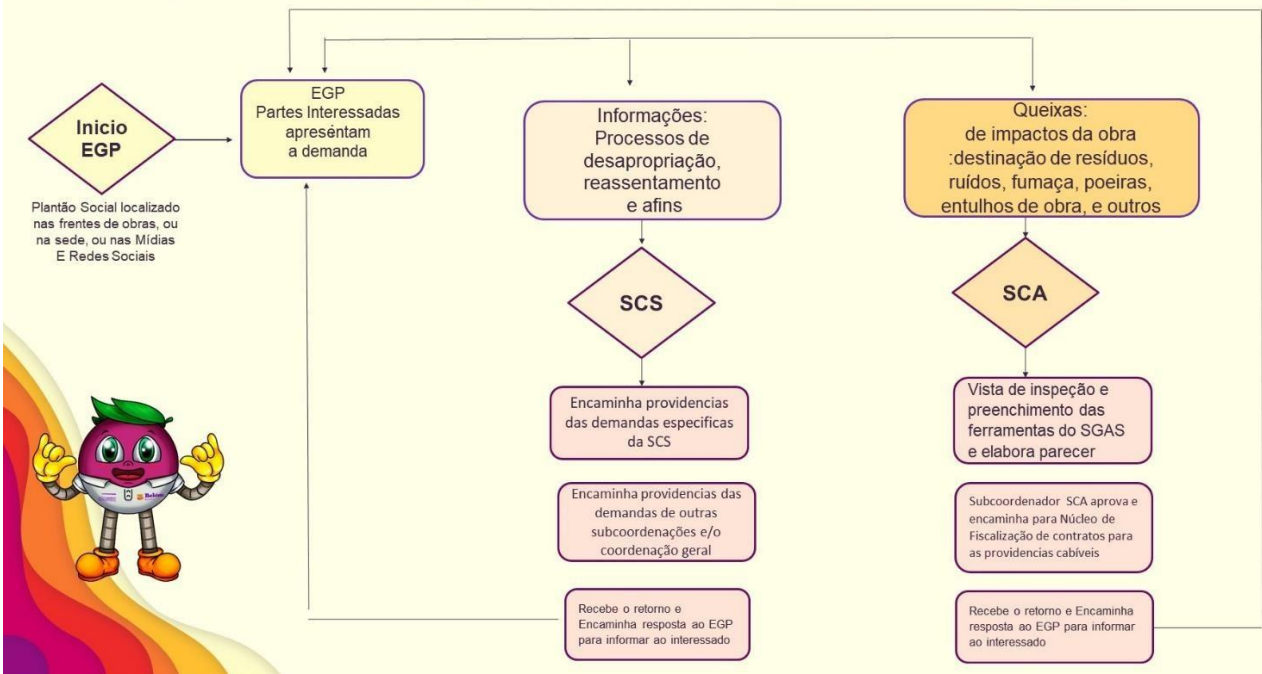 Inicio
EGP
Plantão Social localizado
nas frentes de obras, ou
na sede, ou nas Mídias
E Redes Sociais
EGP
Partes Interessadas
apreséntam
a demanda
Informações:
Processos de
desapropriação,
reassentamento
e afins
SCS
Encaminha providencias
das demandas especificas
da SCS
Encaminha providencias das
demandas de outras
subcoordenações e/o
coordenação geral
Recebe o retorno e
Encaminha resposta ao EGP
para informar ao interessado
Queixas:
de impactos da obra
:destinação de resíduos,
ruídos, fumaça, poeiras,
entulhos de obra, e outros
SCA
Vista de inspeção e
preenchimento das
ferramentas do SGAS
e elabora parecer
Subcoordenador SCA aprova e
encaminha para Núcleo de
Fiscalização de contratos para
as providencias cabíveis
Recebe o retorno e Encaminha
resposta ao EGP para informar
ao interessado
Belém